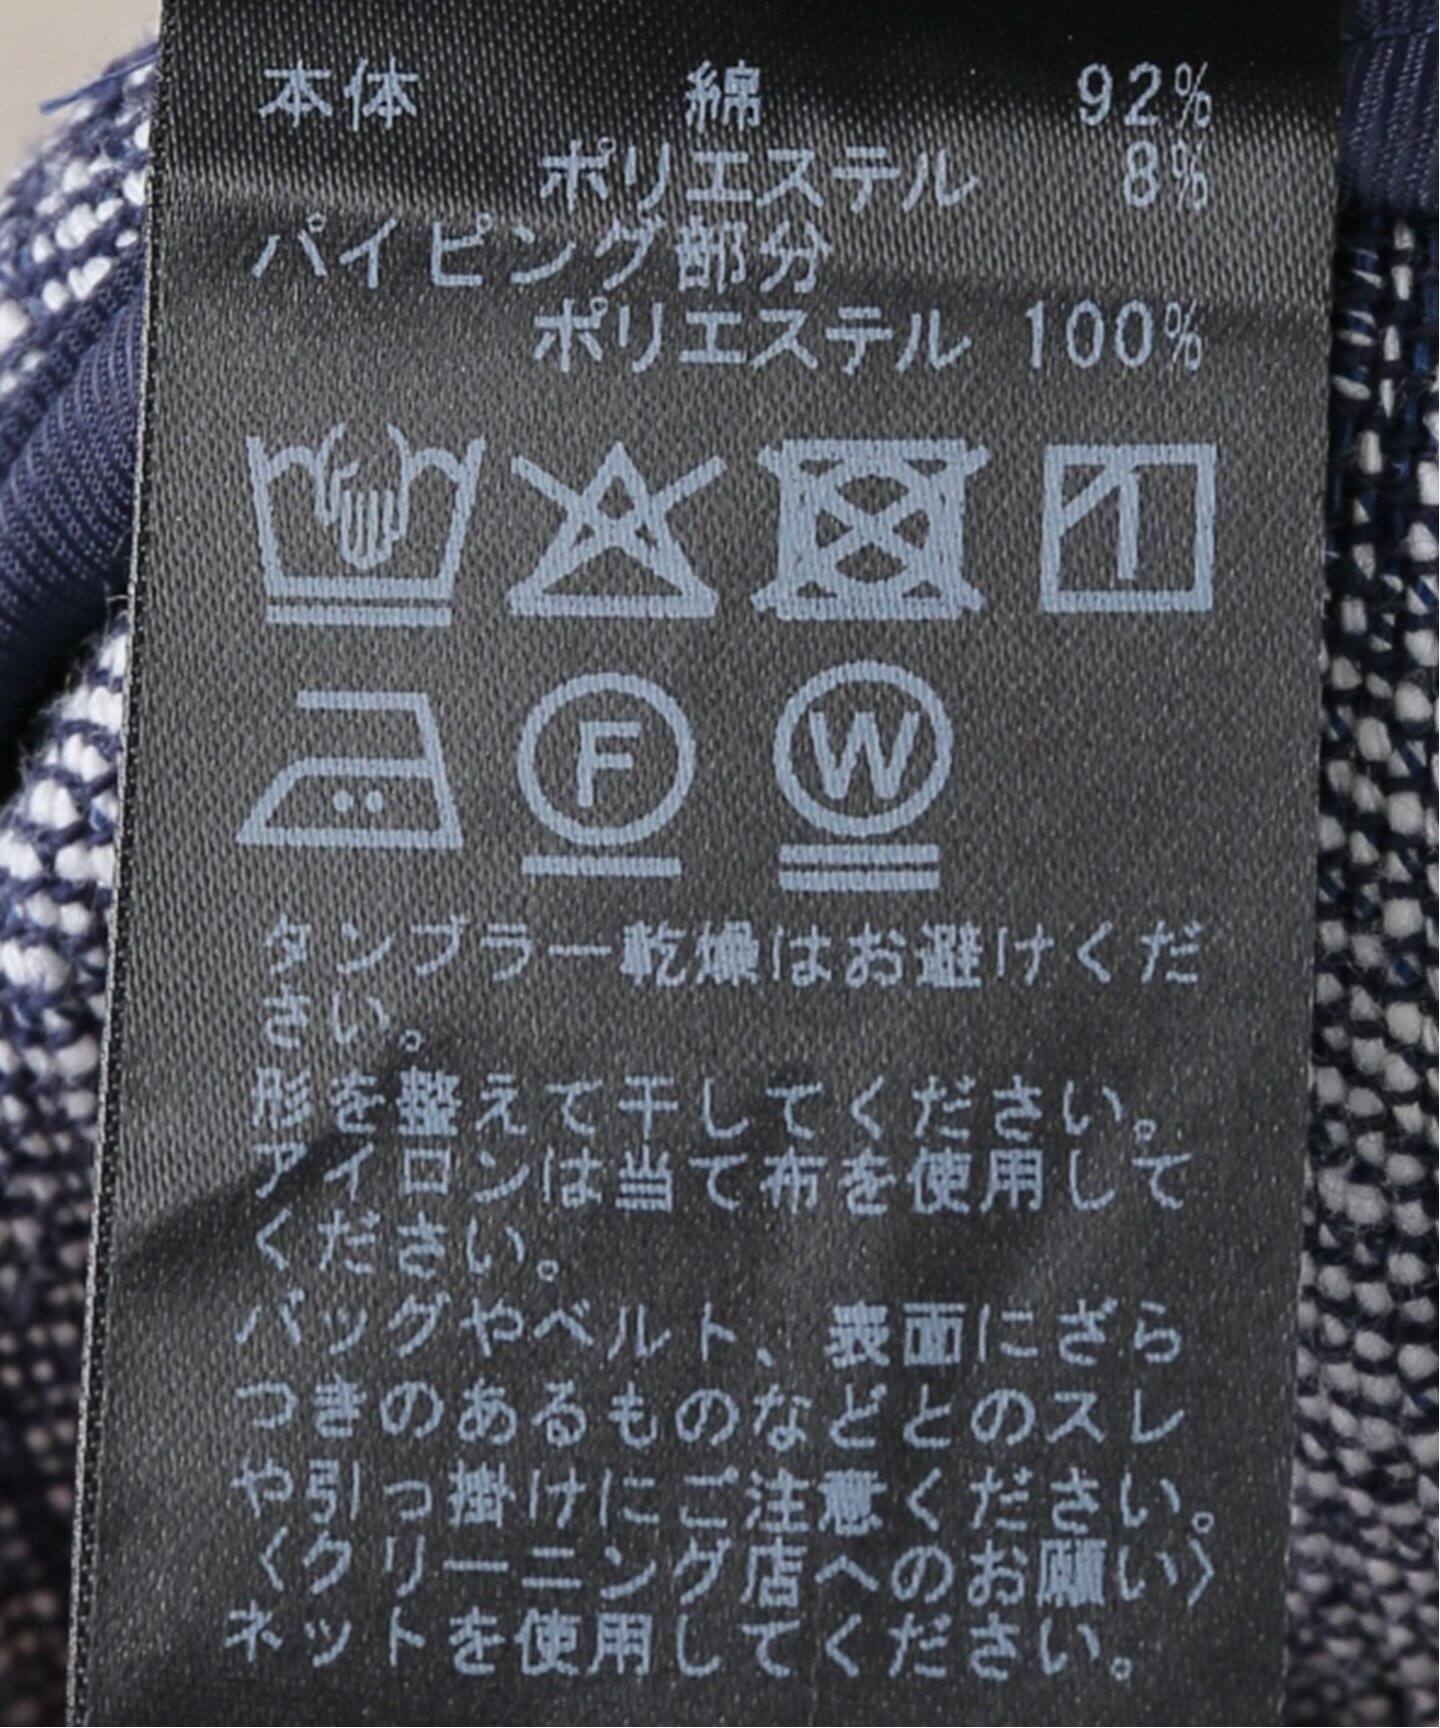 本体 綿 92%
ポリエステル 8%
パイピング部分
ポリエステル 100%
F W
タンブラー乾燥はお避けくだ
さい。
形を整えて干してください。
アイロンは当て布を使用して
ください。
バッグやベルト、表面にざら
つきのあるものなどとのスレ
や引っ掛けにご注意ください。
〈クリーニング店へのお願い〉
ネットを使用してください。